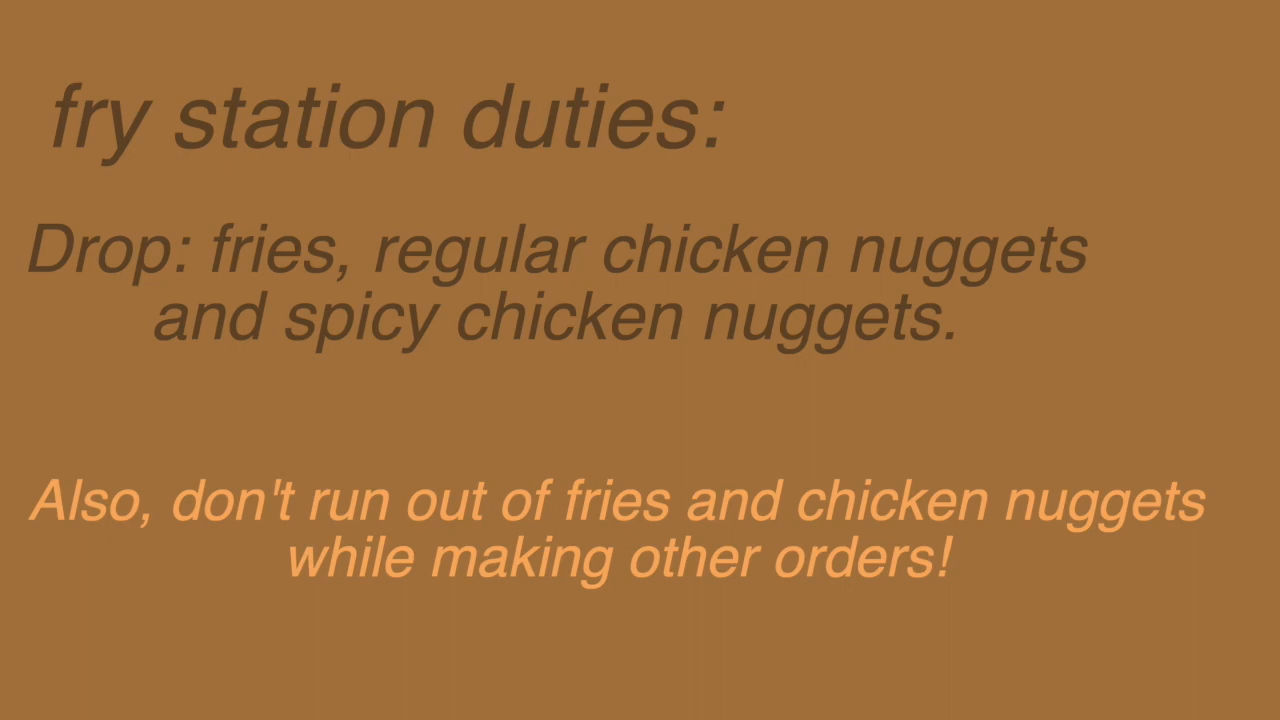 fry station duties:
Drop: fries, regular chicken nuggets
and spicy chicken nuggets.
Also, don't run out of fries and chicken nuggets
while making other orders!